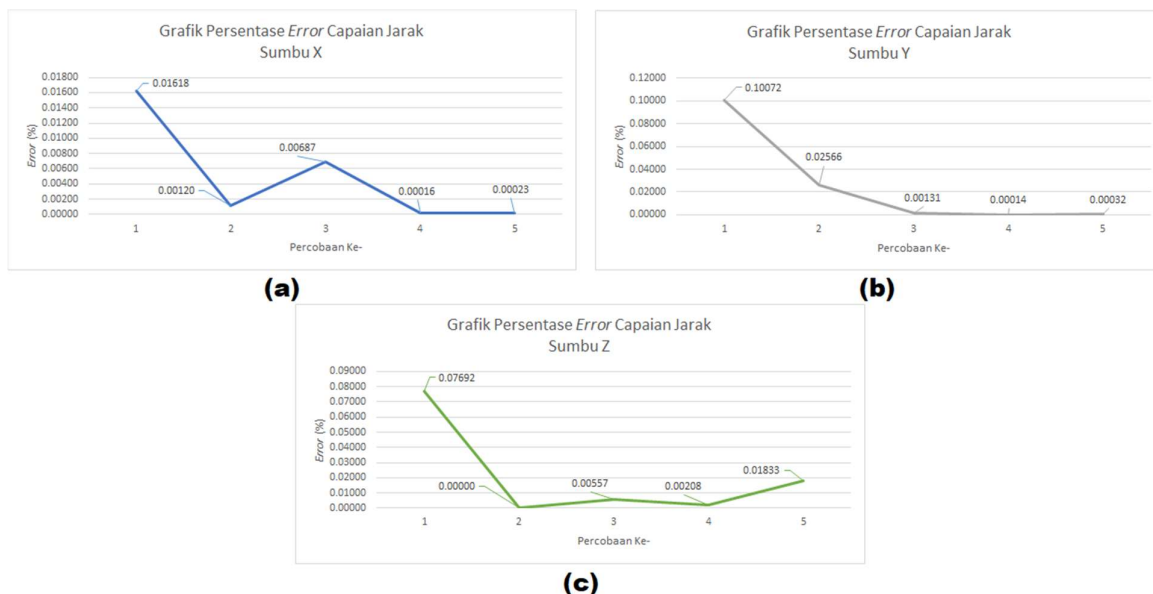 Grafik Persentase Error Capaian Jarak
Sumbu X
0.01800
0.01600
0.01400
0.01200
0.01000
0.00800
0.00600
0.00400
0.00200
0.00000
Error (%)
0.01618
0.00120
0.00687
0.00016
0.00023
1 2 3 4 5
Percobaan Ke-
(a)
Grafik Persentase Error Capaian Jarak
Sumbu Y
0.12000
0.10000
0.08000
0.06000
0.04000
0.02000
0.00000
Error (%)
0.10072
0.02566
0.00131
0.00014
0.00032
1 2 3 4 5
Percobaan Ke-
(b)
Grafik Persentase Error Capaian Jarak
Sumbu Z
0.09000
0.08000
0.07000
0.06000
0.05000
0.04000
0.03000
0.02000
0.01000
0.00000
Error (%)
0.07692
0.00000
0.00557
0.00208
0.01833
1 2 3 4 5
Percobaan Ke-
(c)